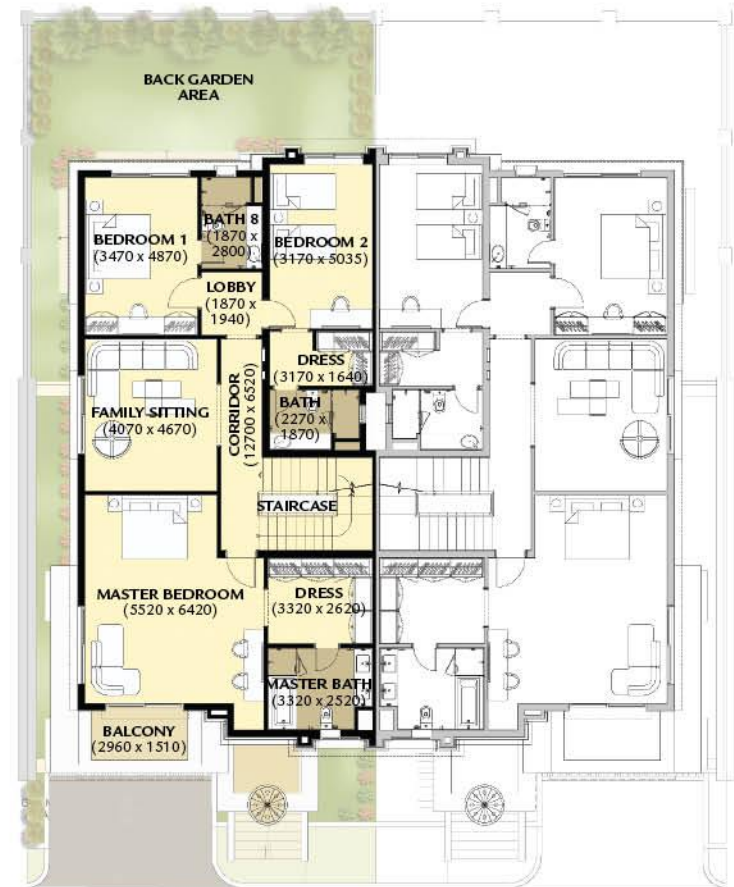 BACK GARDEN
AREA
BEDROOM 1
(3470 x 4870)
BATH 8
(1870 x
2800)
BEDROOM 2
(3170 x 5035)
LOBBY
(1870 x
1940)
DRESS
(3170 x 1640)
FAMILY SITTING
(4070 x 4670)
CORRIDOR
(12700 x 6520)
BATH
(2270 x
1870)
STAIRCASE
MASTER BEDROOM
(5520 x 6420)
DRESS
(3320 x 2620)
MASTER BATH
(3320 x 2520)
BALCONY
(2960 x 1510)